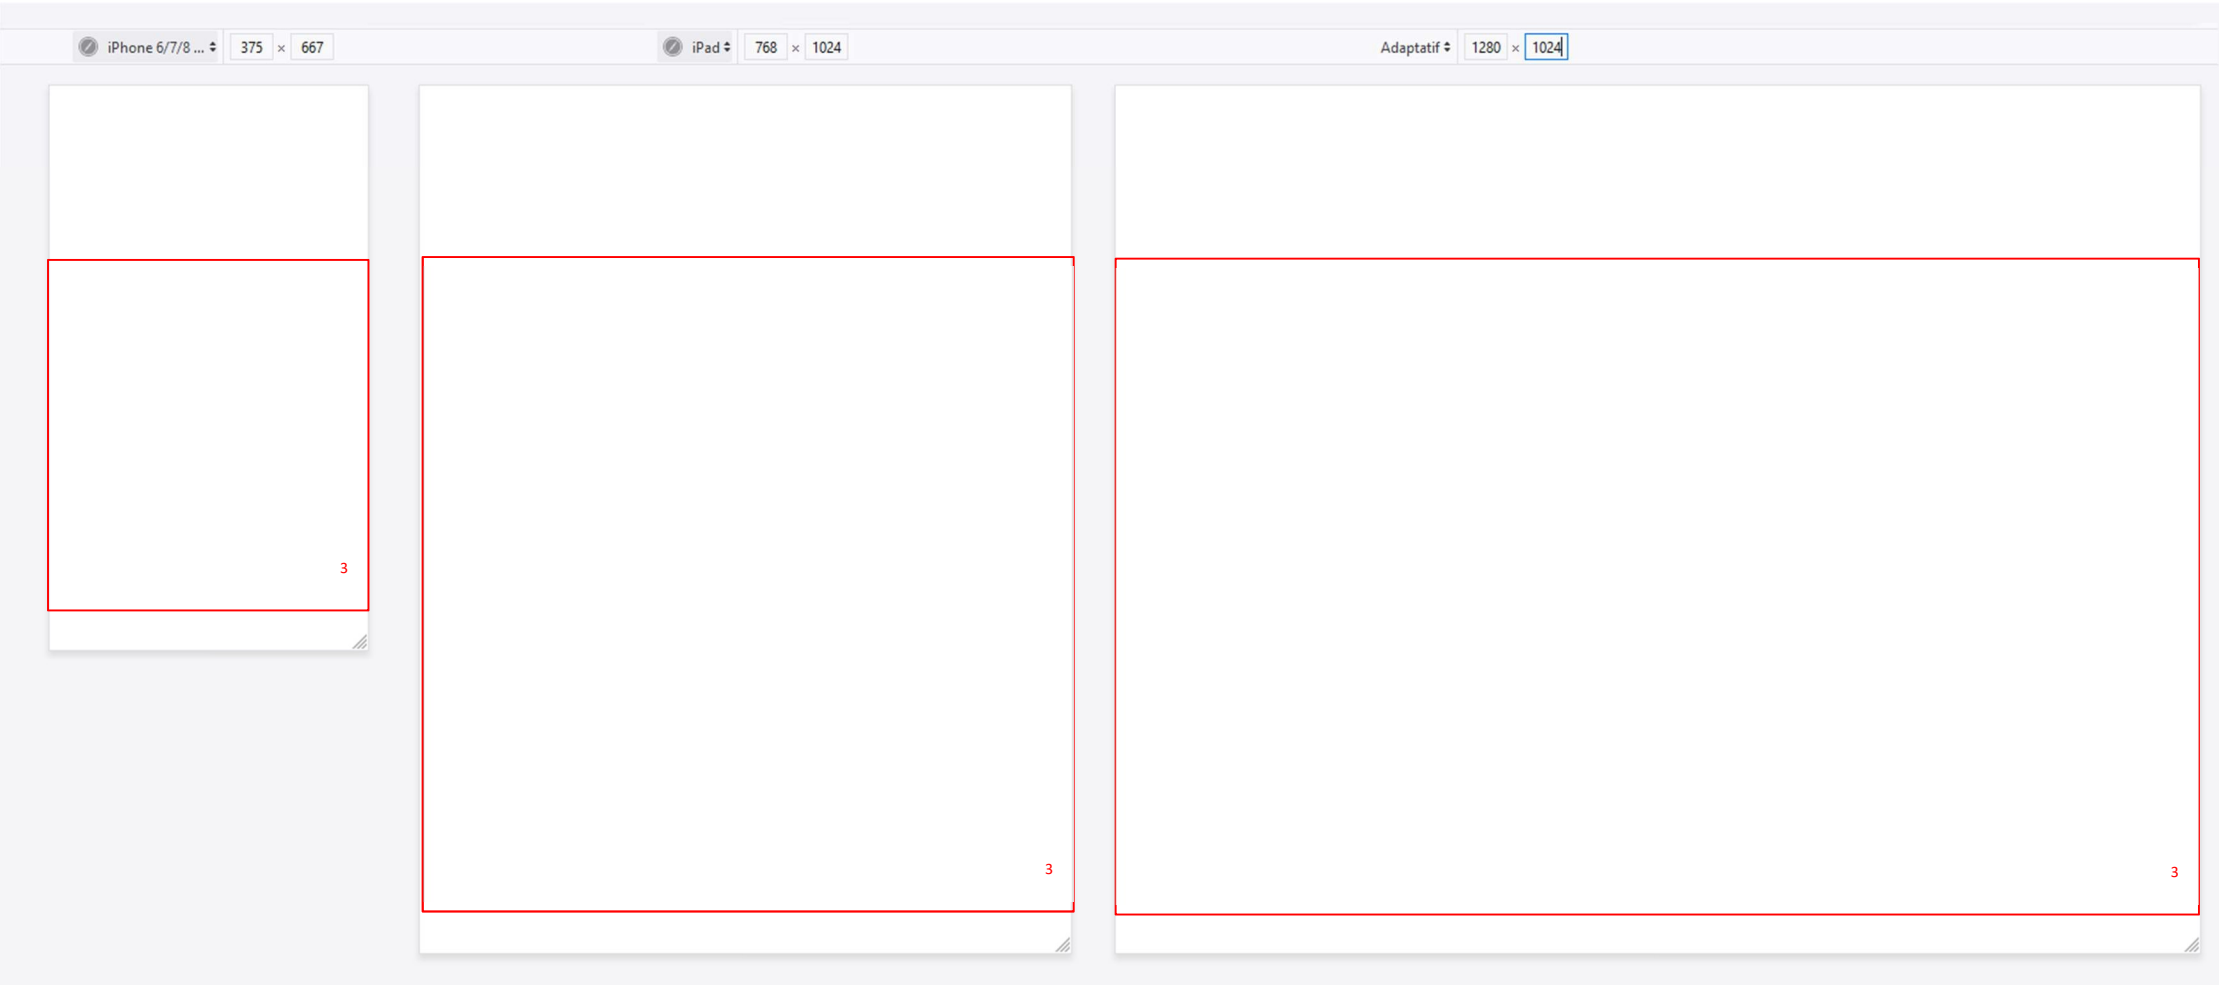 iPhone 6/7/8 ... 375 × 667
iPad 768 × 1024
Adaptatif 1280 × 1024
3
3
3